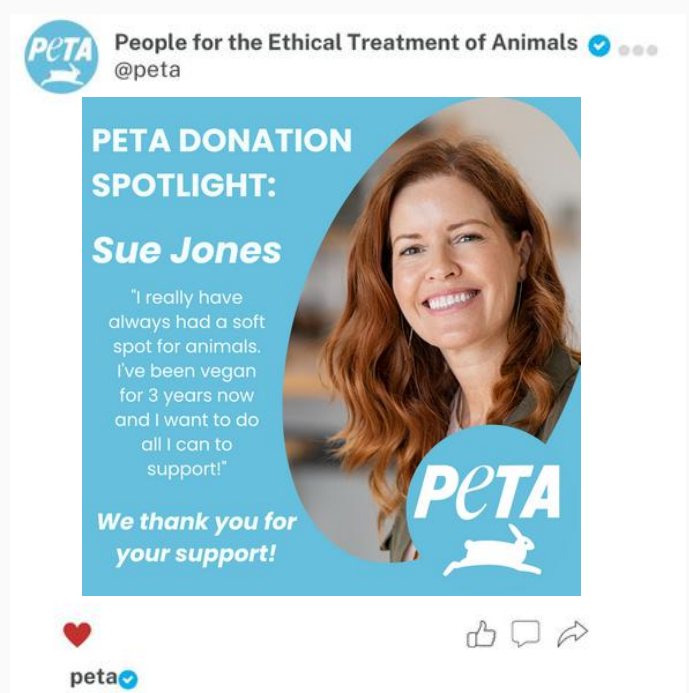 PETA
People for the Ethical Treatment of Animals
@peta
PETA DONATION
SPOTLIGHT:
Sue Jones
"I really have
always had a soft
spot for animals.
I've been vegan
for 3 years now
and I want to do
all I can to
support!"
We thank you for
your support!
PETA
peta